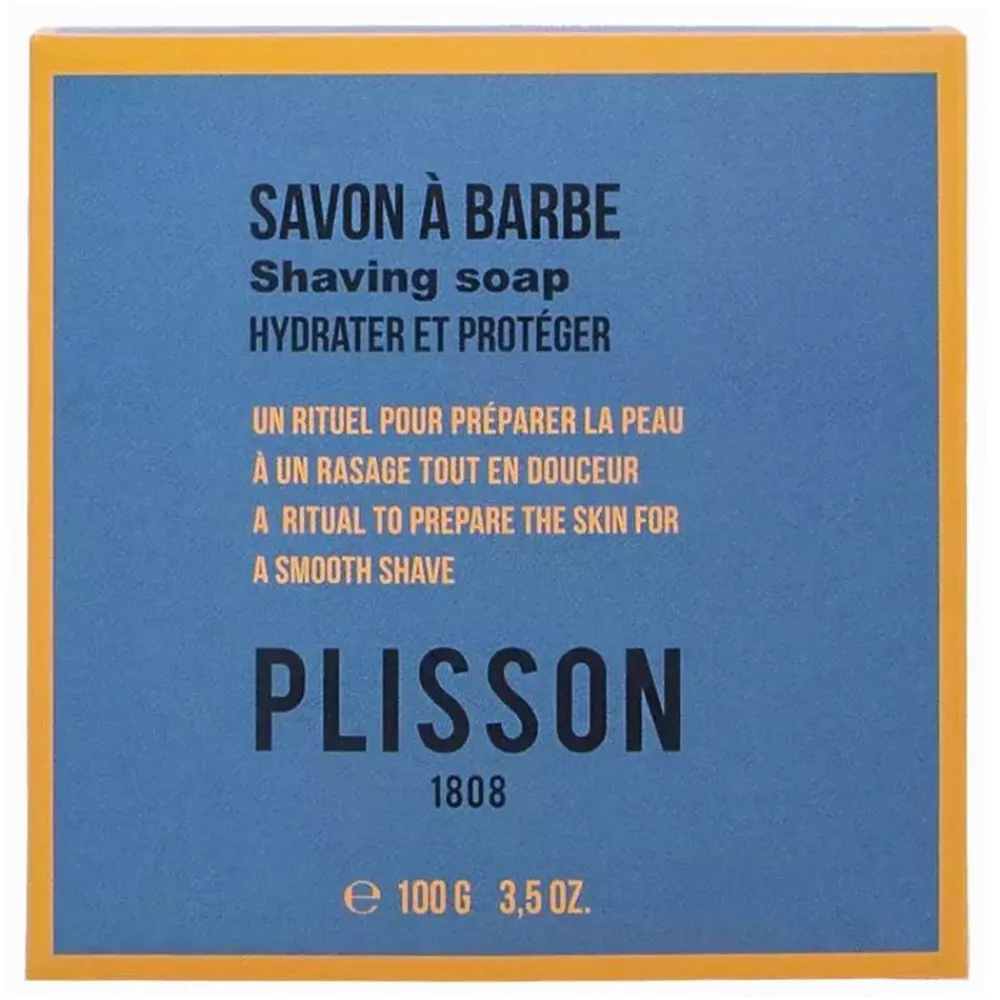 SAVON À BARBE
Shaving soap
HYDRATER ET PROTÉGER
UN RITUEL POUR PRÉPARER LA PEAU
À UN RASAGE TOUT EN DOUCEUR
A RITUAL TO PREPARE THE SKIN FOR
A SMOOTH SHAVE
PLISSON
1808
℮ 100 G 3,5 OZ.